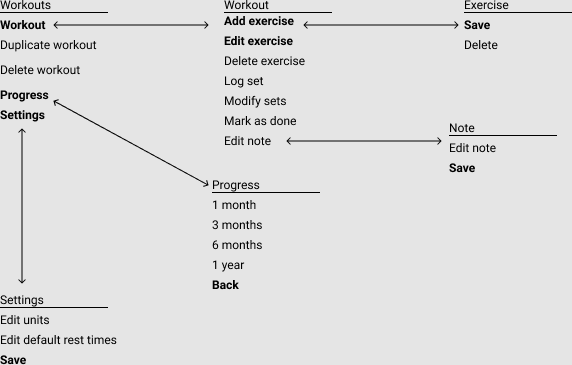 Workouts
Workout
Duplicate workout
Delete workout
Progress
Settings
Workout
Add exercise
Edit exercise
Delete exercise
Log set
Modify sets
Mark as done
Edit note
Exercise
Save
Delete
Note
Edit note
Save
Progress
1 month
3 months
6 months
1 year
Back
Settings
Edit units
Edit default rest times
Save